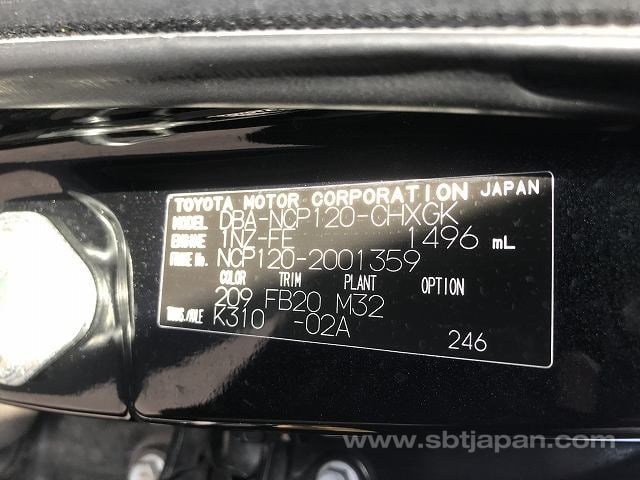 TOYOTA MOTOR CORPORATION JAPAN
MODEL DBA-NCP120-CHXGK
ENGINE 1NZ-FE 1496 mL
FRAME No. NCP120-2001359
COLOR TRIM PLANT OPTION
209 FB20 M32
TRANS./AXLE K310 -02A
246
www.sbtjapan.com